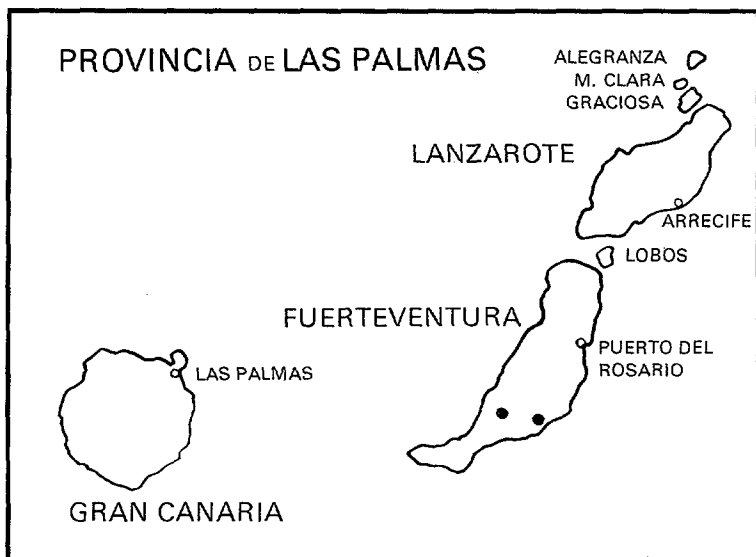 PROVINCIA DE LAS PALMAS
ALEGRANZA
M. CLARA
GRACIOSA
LANZAROTE
ARRECIFE
LOBOS
FUERTEVENTURA
PUERTO DEL
ROSARIO
LAS PALMAS
GRAN CANARIA